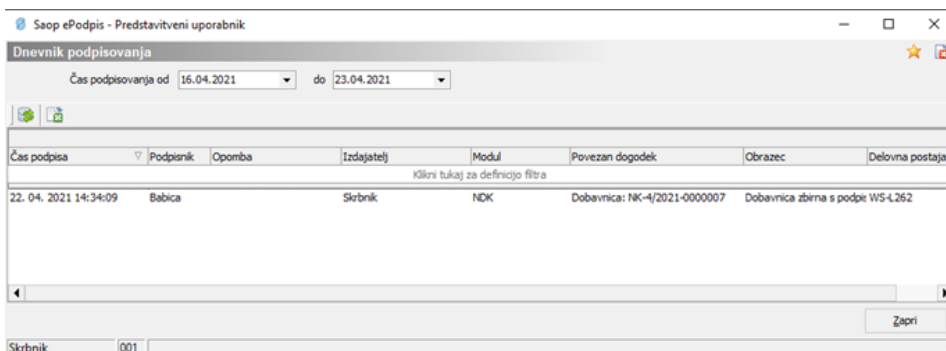 Saop ePodpis - Predstavitveni uporabnik
Dnevnik podpisovanja
Čas podpisovanja od 16.04.2021 do 23.04.2021
Čas podpisa Podpisnik Opomba Izdajatelj Modul Povezan dogodek Obrazec Delovna postaja
Klikni tukaj za definicijo filtra
22. 04. 2021 14:34:09 Babica Skrbnik NDK Dobavnica: NK-4/2021-0000007 Dobavnica zbirna s podpis WS-L262
Zapri
Skrbnik 001